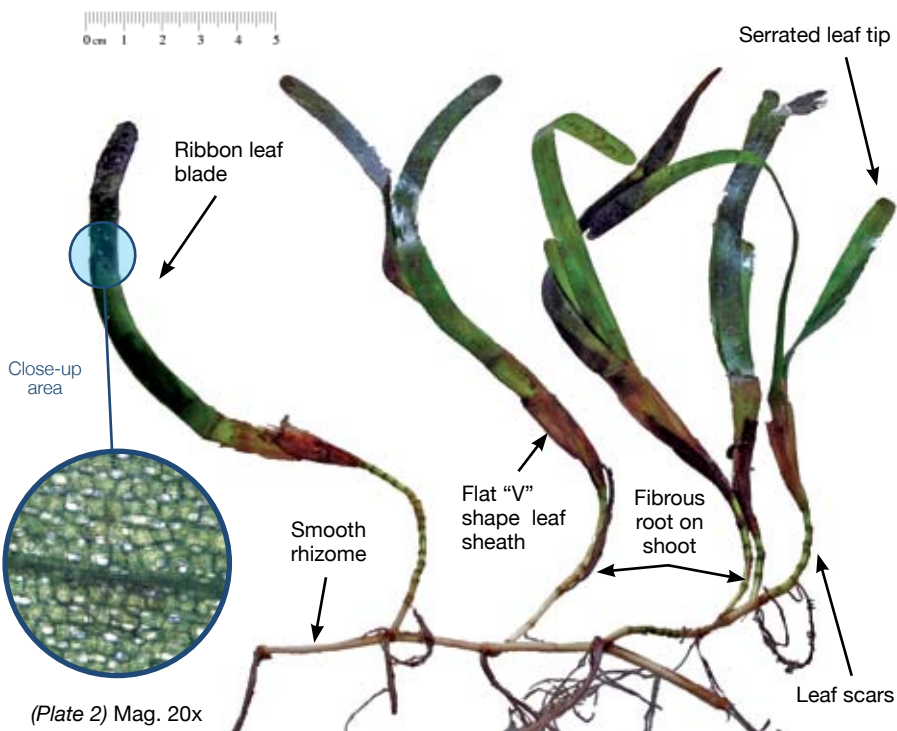 0 cm 1 2 3 4 5
Serrated leaf tip
Ribbon leaf
blade
Close-up
area
Flat “V”
shape leaf
sheath
Fibrous
root on
shoot
Smooth
rhizome
Leaf scars
(Plate 2) Mag. 20x